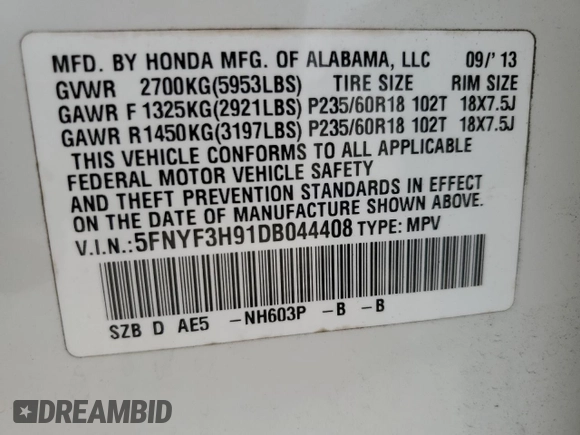 MFD. BY HONDA MFG. OF ALABAMA, LLC 09/'13
GVWR 2700KG(5953LBS) TIRE SIZE RIM SIZE
GAWR F 1325KG(2921LBS) P235/60R18 102T 18X7.5J
GAWR R1450KG(3197LBS) P235/60R18 102T 18X7.5J
THIS VEHICLE CONFORMS TO ALL APPLICABLE
FEDERAL MOTOR VEHICLE SAFETY
AND THEFT PREVENTION STANDARDS IN EFFECT
ON THE DATE OF MANUFACTURE SHOWN ABOVE.
V.I.N.:5FNYF3H91DB044408 TYPE: MPV
SZB D AE5 -NH603P -B -B
DREAMBID